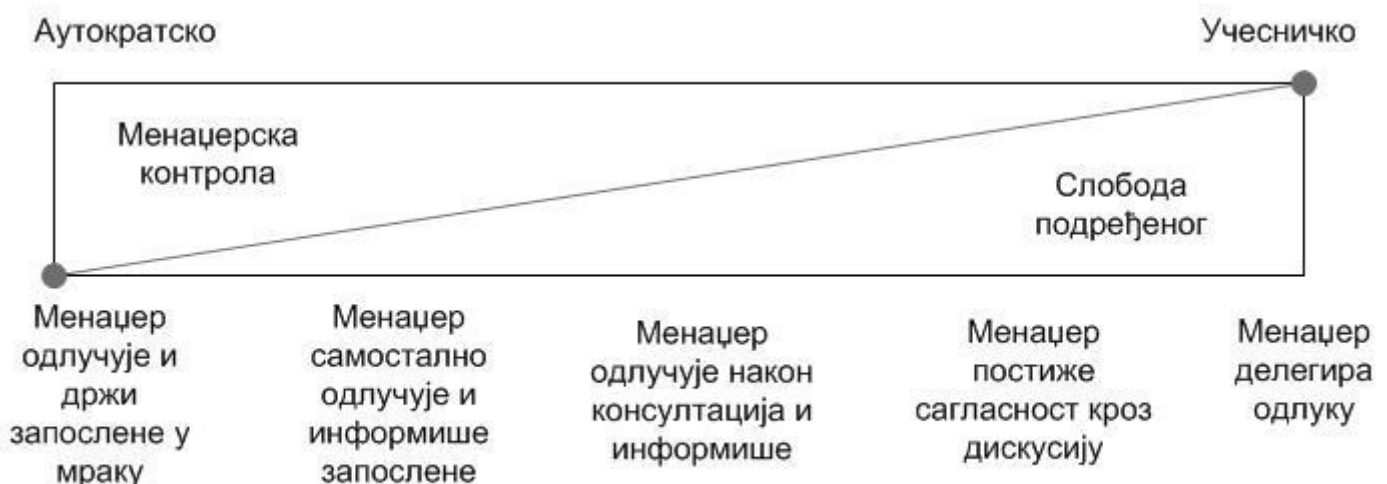 Аутократско
Учесничко
Менаџерска
контрола
Слобода
подређеног
Менаџер
одлучује и
држи
запослене у
мраку
Менаџер
самостално
одлучује и
информише
запослене
Менаџер
одлучује након
консултација и
информише
Менаџер
постиже
сагласност кроз
дискусију
Менаџер
делегира
одлуку